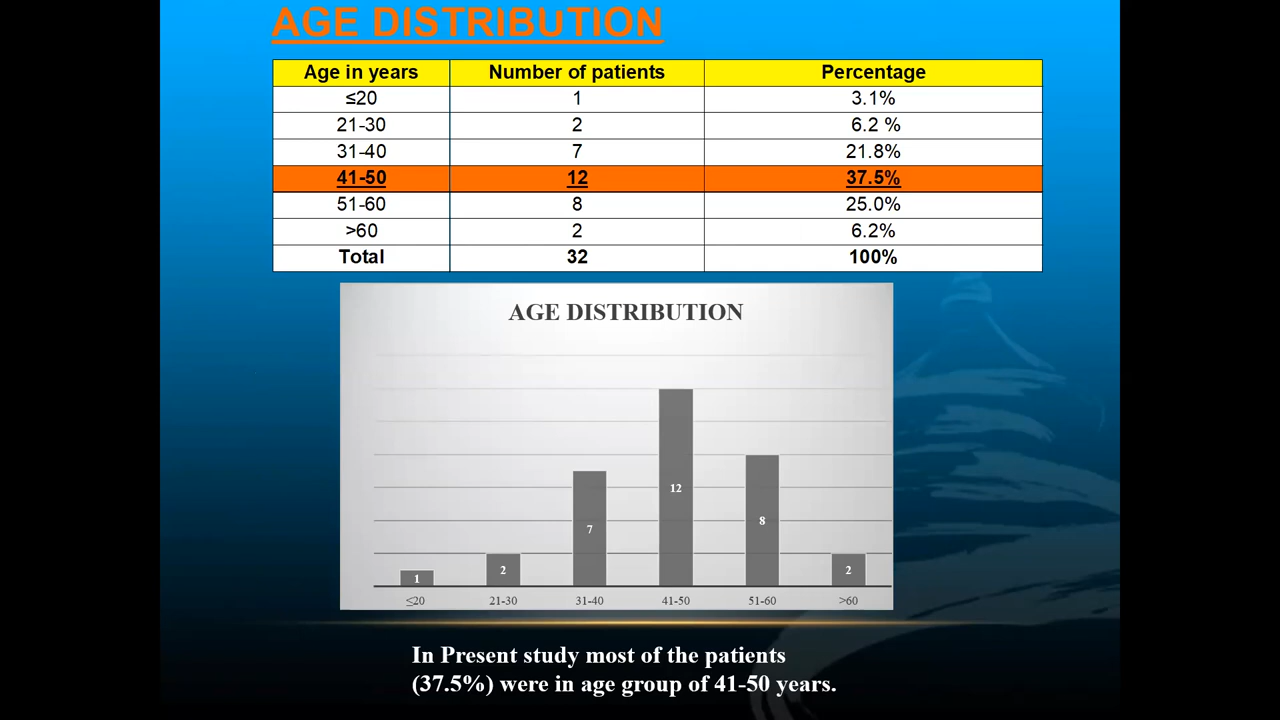 AGE DISTRIBUTION
Age in years Number of patients Percentage
≤20 1 3.1%
21-30 2 6.2 %
31-40 7 21.8%
41-50 12 37.5%
51-60 8 25.0%
>60 2 6.2%
Total 32 100%
AGE DISTRIBUTION
1 2 7 12 8 2
≤20 21-30 31-40 41-50 51-60 >60
In Present study most of the patients
(37.5%) were in age group of 41-50 years.